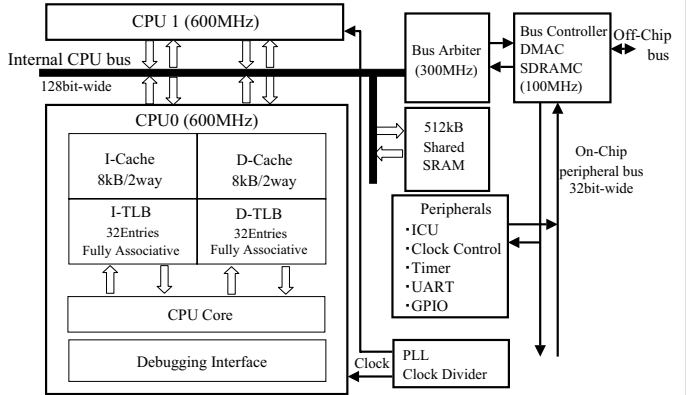 CPU 1 (600MHz)
Internal CPU bus
128bit-wide
Bus Arbiter
(300MHz)
Bus Controller
DMAC
SDRAMC
(100MHz)
Off-Chip
bus
CPU0 (600MHz)
I-Cache
8kB/2way
D-Cache
8kB/2way
I-TLB
32Entries
Fully Associative
D-TLB
32Entries
Fully Associative
CPU Core
Debugging Interface
512kB
Shared
SRAM
On-Chip
peripheral bus
32bit-wide
Peripherals
・ICU
・Clock Control
・Timer
・UART
・GPIO
Clock
PLL
Clock Divider